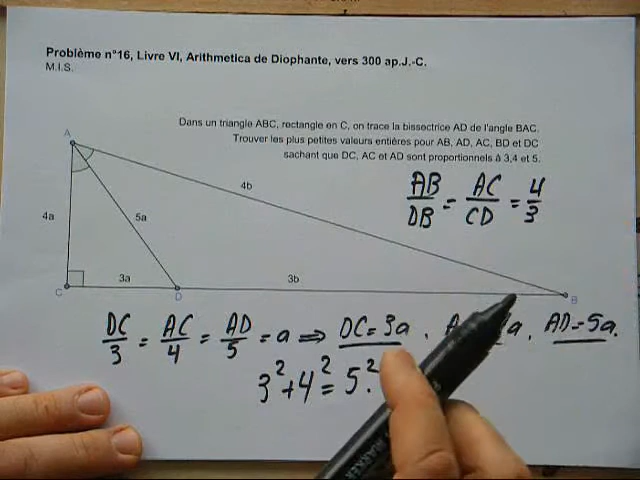 Problème n°16, Livre VI, Arithmetica de Diophante, vers 300 ap.J.-C.
M.I.S.
Dans un triangle ABC, rectangle en C, on trace la bissectrice AD de l'angle BAC.
Trouver les plus petites valeurs entières pour AB, AD, AC, BD et DC
sachant que DC, AC et AD sont proportionnels à 3,4 et 5.
A
4b
AB/DB = AC/CD = 4/3
4a
5a
3a
3b
C
D
B
DC/3 = AC/4 = AD/5 = a ⇒ DC = 3a, AD = 5a.
3² + 4² = 5².